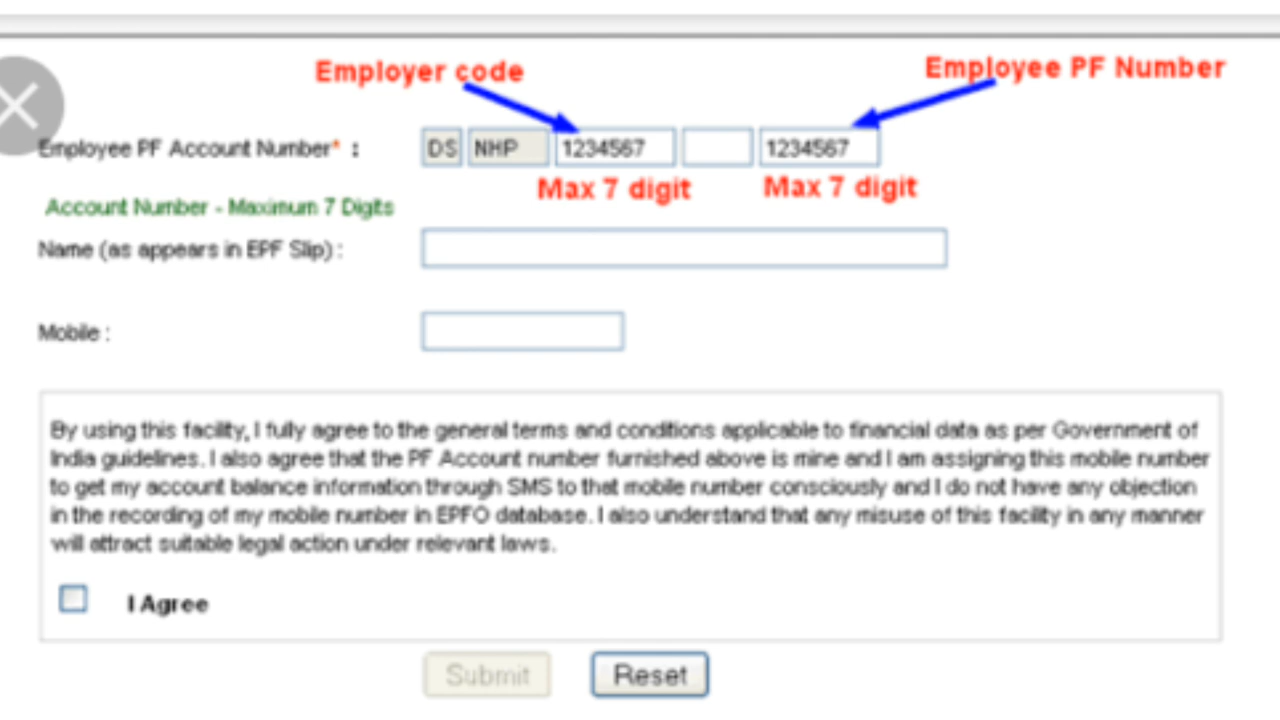 Employer code
Employee PF Number
Employee PF Account Number* : DS NHP 1234567 1234567
Max 7 digit Max 7 digit
Account Number - Maximum 7 Digits
Name (as appears in EPF Slip) :
Mobile :
By using this facility, I fully agree to the general terms and conditions applicable to financial data as per Government of
India guidelines. I also agree that the PF Account number furnished above is mine and I am assigning this mobile number
to get my account balance information through SMS to that mobile number consciously and I do not have any objection
in the recording of my mobile number in EPFO database. I also understand that any misuse of this facility in any manner
will attract suitable legal action under relevant laws.
I Agree
Submit Reset